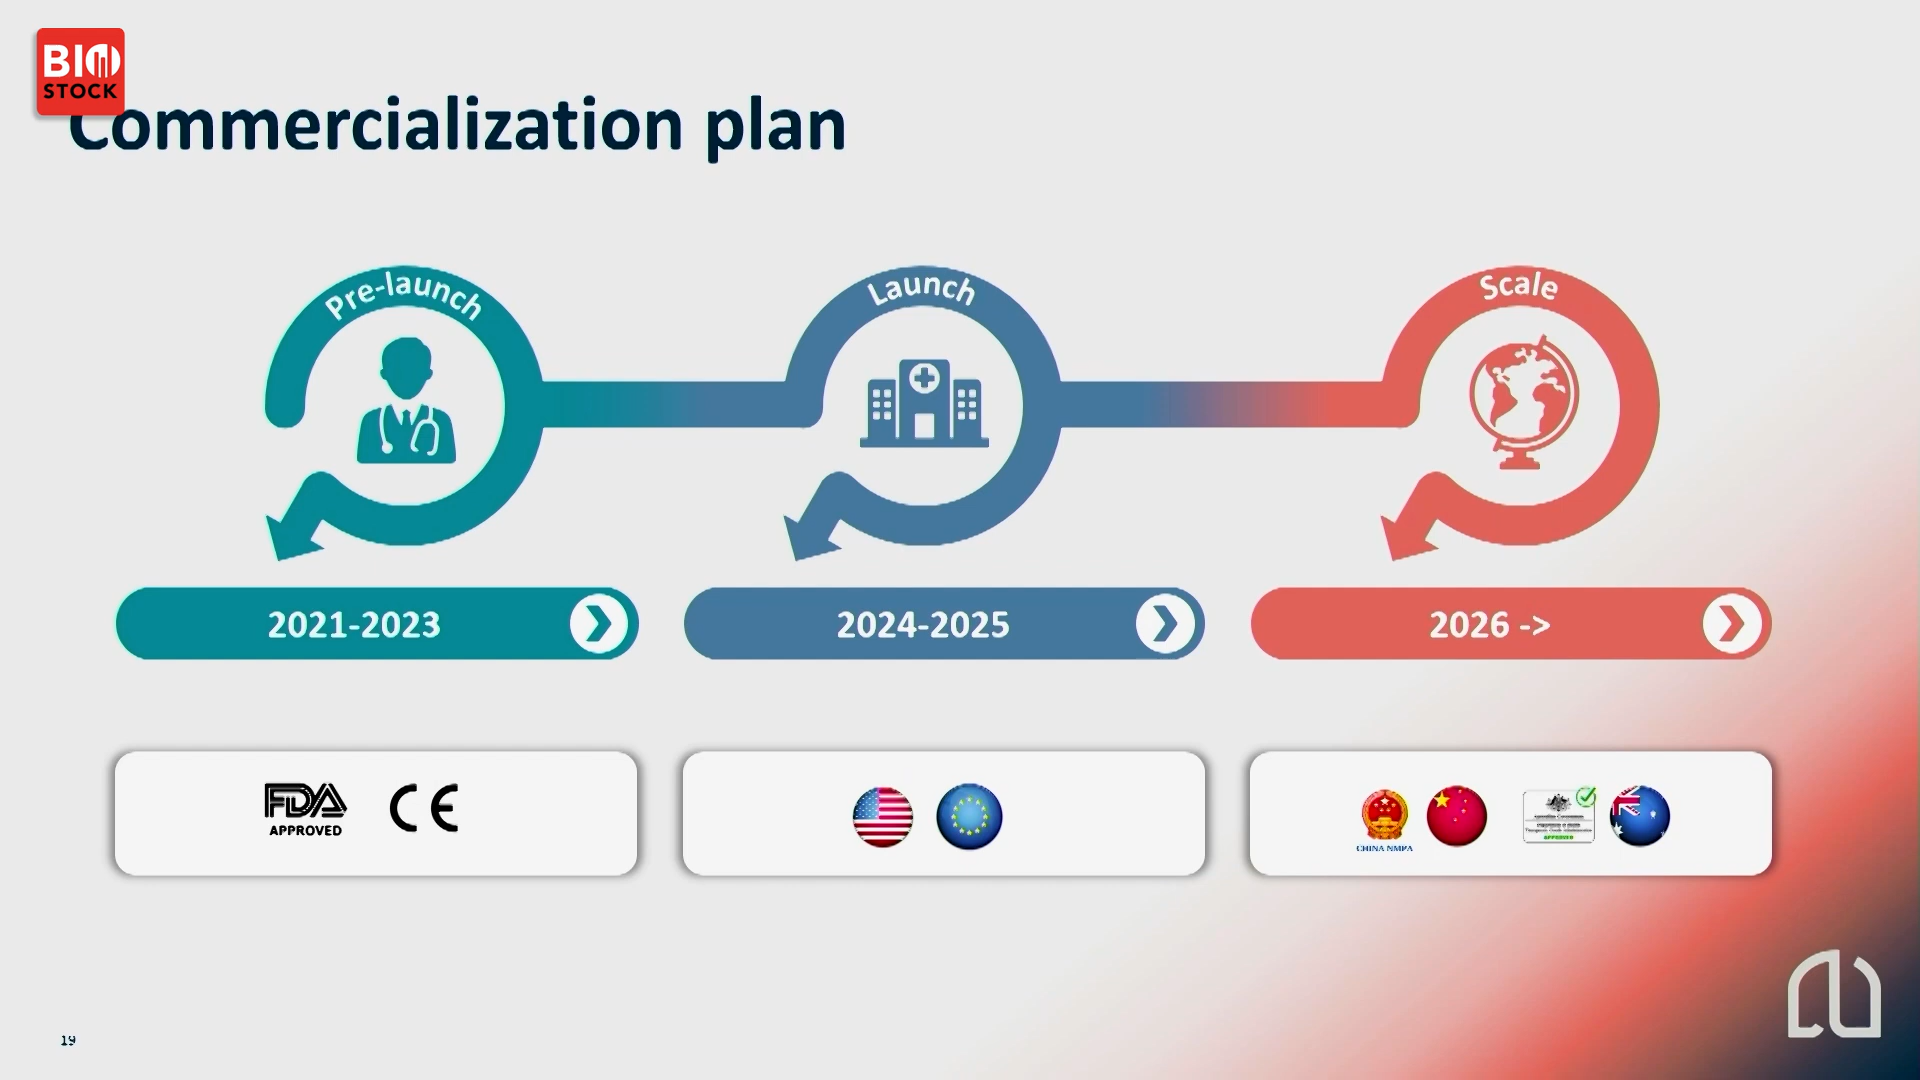 BIO
STOCK
Commercialization plan
Pre-launch
Launch
Scale
2021-2023
2024-2025
2026 ->
FDA
APPROVED
CE
CHINA NMPA
APPROVED
19